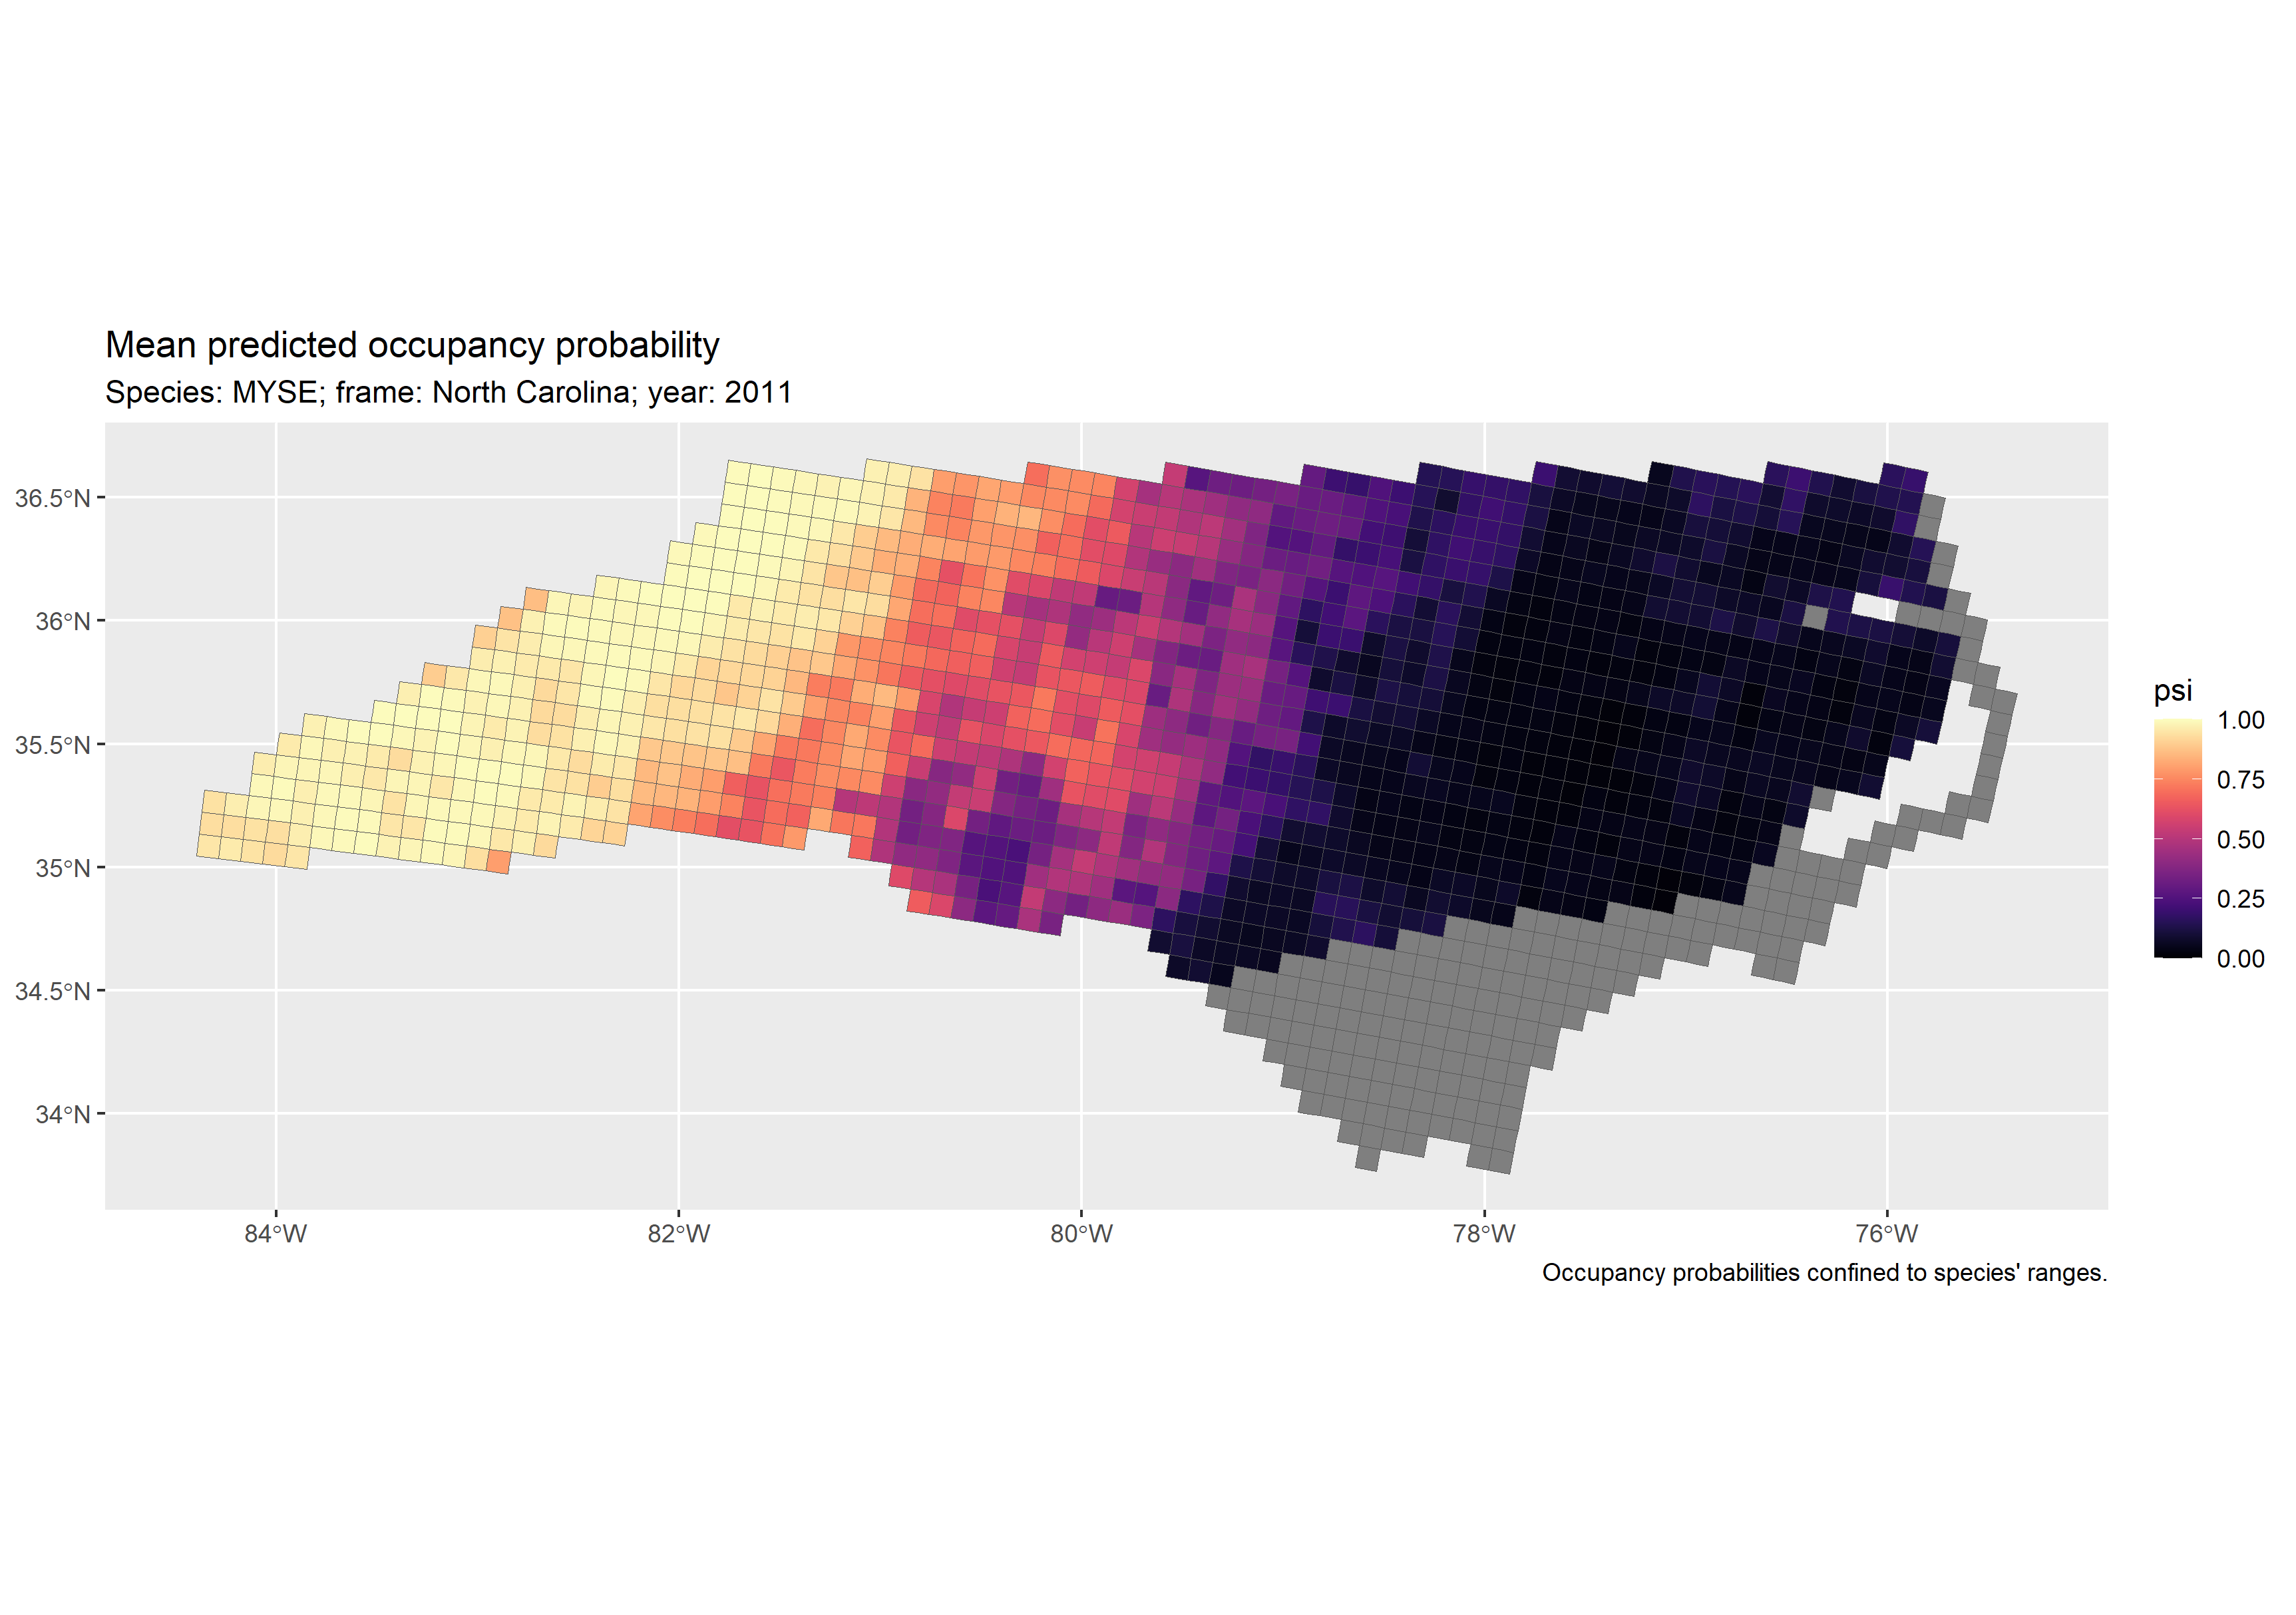 Mean predicted occupancy probability
Species: MYSE; frame: North Carolina; year: 2011
36.5°N
36°N
35.5°N
35°N
34.5°N
34°N
84°W
82°W
80°W
78°W
76°W
psi
1.00
0.75
0.50
0.25
0.00
Occupancy probabilities confined to species' ranges.